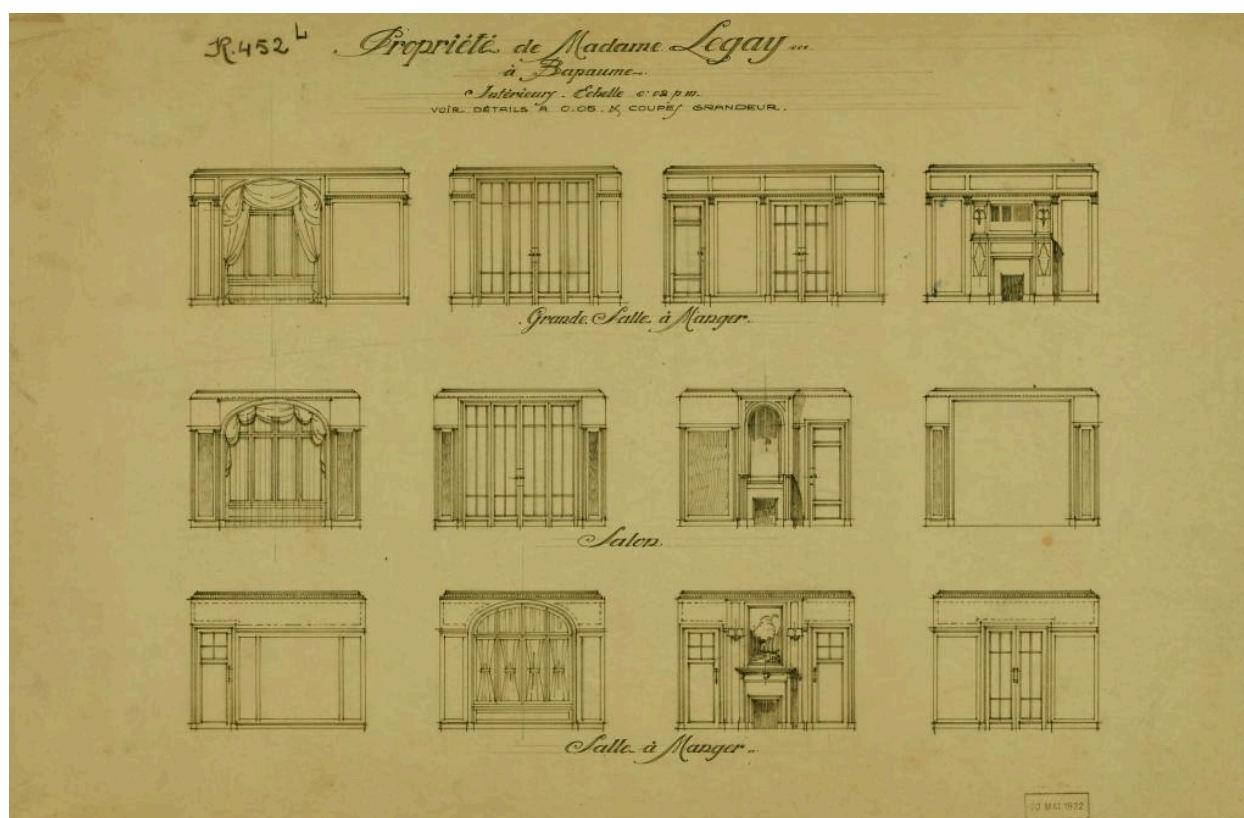 R.452 L
Propriété de Madame Legay...
à Bapaume.
Intérieurs. Echelle 0.02 p.m.
VOIR DÉTAILS A 0.05 & COUPES GRANDEUR.
Grande Salle à Manger.
Salon.
Salle à Manger..
20 MAI 1922